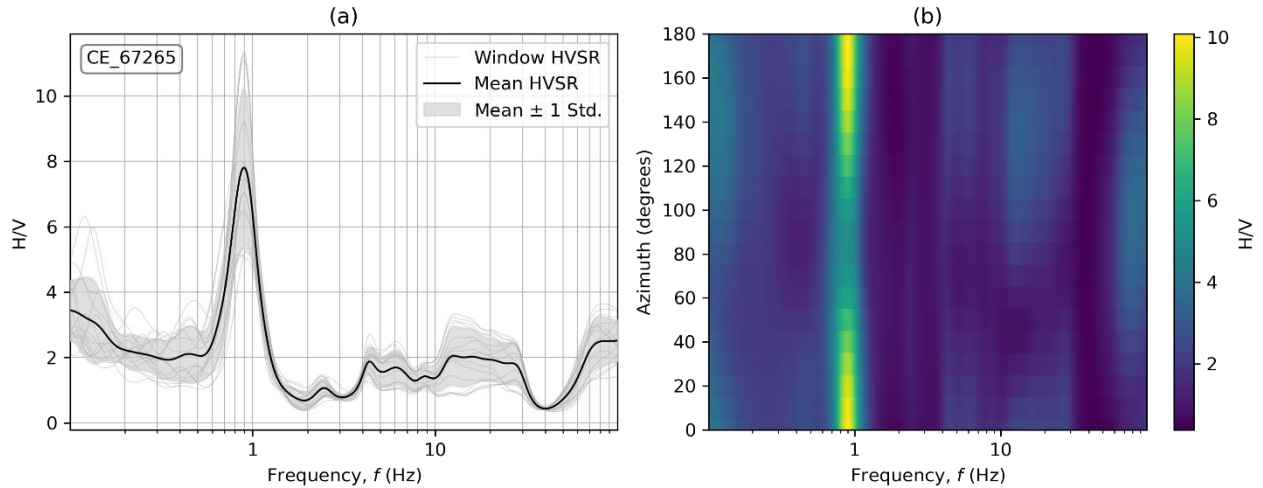 (a)
CE_67265
Window HVSR
Mean HVSR
Mean ± 1 Std.
H/V
10
8
6
4
2
0
1
10
Frequency, f (Hz)
(b)
Azimuth (degrees)
180
160
140
120
100
80
60
40
20
0
1
10
Frequency, f (Hz)
10
8
6
4
2
H/V